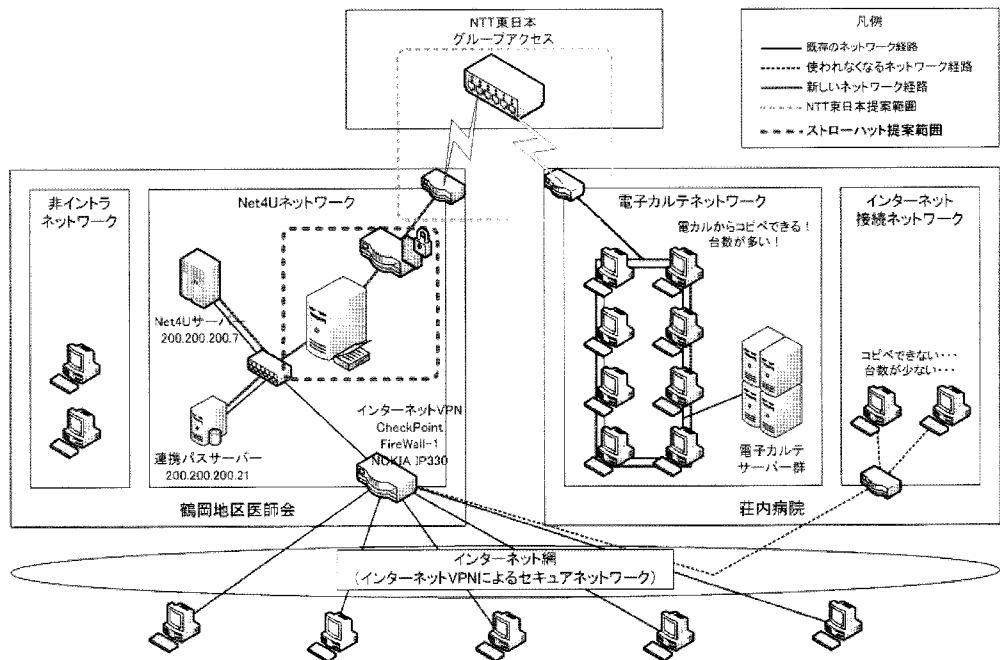 NTT東日本
グループアクセス
凡例
既存のネットワーク経路
使われなくなるネットワーク経路
新しいネットワーク経路
NTT東日本提案範囲
ストローハット提案範囲
非イントラ
ネットワーク
Net4Uネットワーク
Net4Uサーバー
200.200.200.7
連携パスサーバー
200.200.200.21
インターネットVPN
CheckPoint
FireWall-1
NOKIA IP330
鶴岡地区医師会
電子カルテネットワーク
電カルからコピペできる!
台数が多い!
電子カルテ
サーバー群
インターネット
接続ネットワーク
コピペできない・・・
台数が少ない・・・
荘内病院
インターネット網
(インターネットVPNによるセキュアネットワーク)